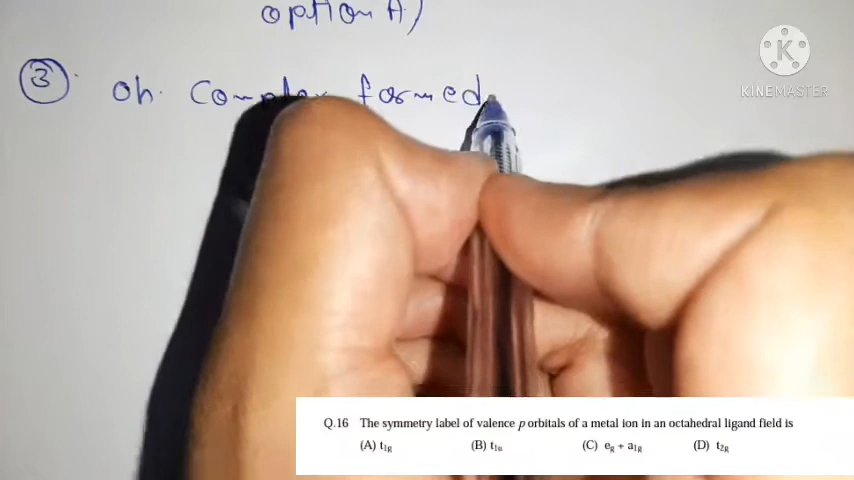 option A)
3 Oh. Complex formed
KINEMASTER
Q.16 The symmetry label of valence p orbitals of a metal ion in an octahedral ligand field is
(A) t1g (B) t1u (C) eg + a1g (D) t2g